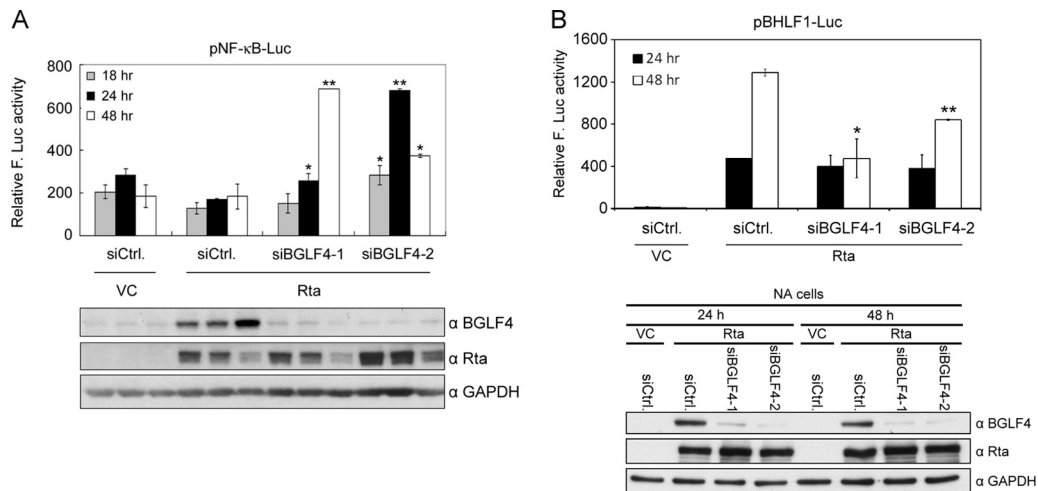 A
pNF-κB-Luc
Relative F. Luc activity
800
600
400
200
0
18 hr
24 hr
48 hr
*
**
*
**
*
siCtrl.
siCtrl.
siBGLF4-1
siBGLF4-2
VC
Rta
α BGLF4
α Rta
α GAPDH
B
pBHLF1-Luc
Relative F. Luc activity
1600
1200
800
400
0
24 hr
48 hr
*
**
siCtrl.
siCtrl.
siBGLF4-1
siBGLF4-2
VC
Rta
NA cells
24 h
48 h
VC
Rta
VC
Rta
siCtrl.
siCtrl.
siBGLF4-1
siBGLF4-2
siCtrl.
siCtrl.
siBGLF4-1
siBGLF4-2
α BGLF4
α Rta
α GAPDH